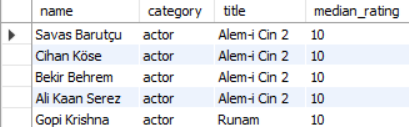 name category title median_rating
Savas Barutçu actor Alem-i Cin 2 10
Cihan Köse actor Alem-i Cin 2 10
Bekir Behrem actor Alem-i Cin 2 10
Ali Kaan Serez actor Alem-i Cin 2 10
Gopi Krishna actor Runam 10